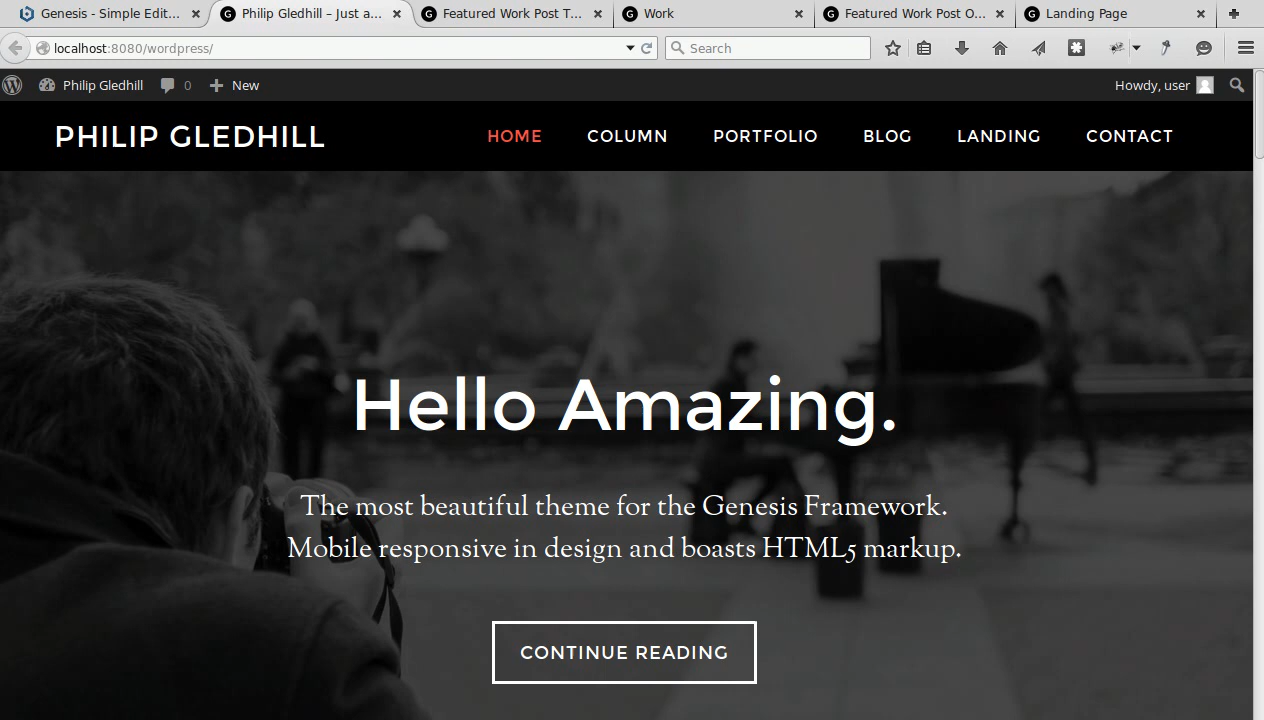 Genesis - Simple Edit...
Philip Gledhill – Just a...
Featured Work Post T...
Work
Featured Work Post O...
Landing Page
localhost:8080/wordpress/
Search
Philip Gledhill
0
New
Howdy, user
PHILIP GLEDHILL
HOME
COLUMN
PORTFOLIO
BLOG
LANDING
CONTACT
Hello Amazing.
The most beautiful theme for the Genesis Framework.
Mobile responsive in design and boasts HTML5 markup.
CONTINUE READING